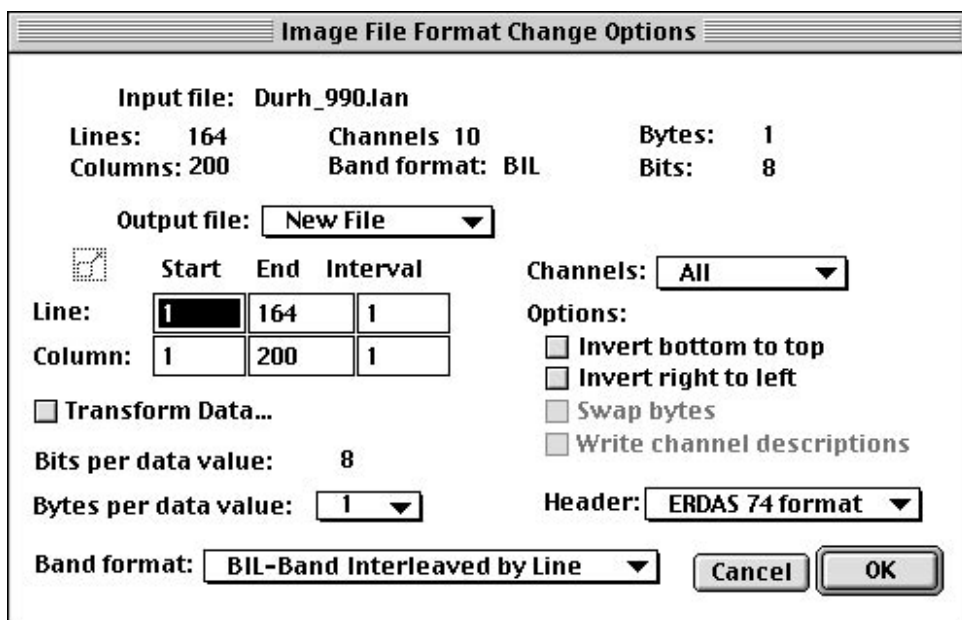 Image File Format Change Options
Input file: Durh_990.lan
Lines: 164 Channels 10 Bytes: 1
Columns: 200 Band format: BIL Bits: 8
Output file: New File
Start End Interval Channels: All
Line: 1 164 1 Options:
Column: 1 200 1 Invert bottom to top
Invert right to left
Transform Data... Swap bytes
Write channel descriptions
Bits per data value: 8
Bytes per data value: 1 Header: ERDAS 74 format
Band format: BIL-Band Interleaved by Line Cancel OK